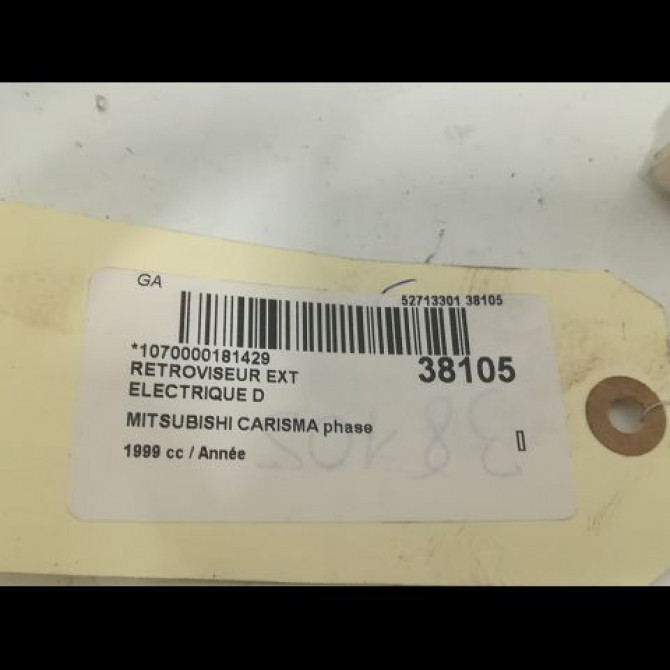 GA
52713301 38105
*1070000181429
38105
RETROVISEUR EXT
ELECTRIQUE D
MITSUBISHI CARISMA phase
1999 cc / Année